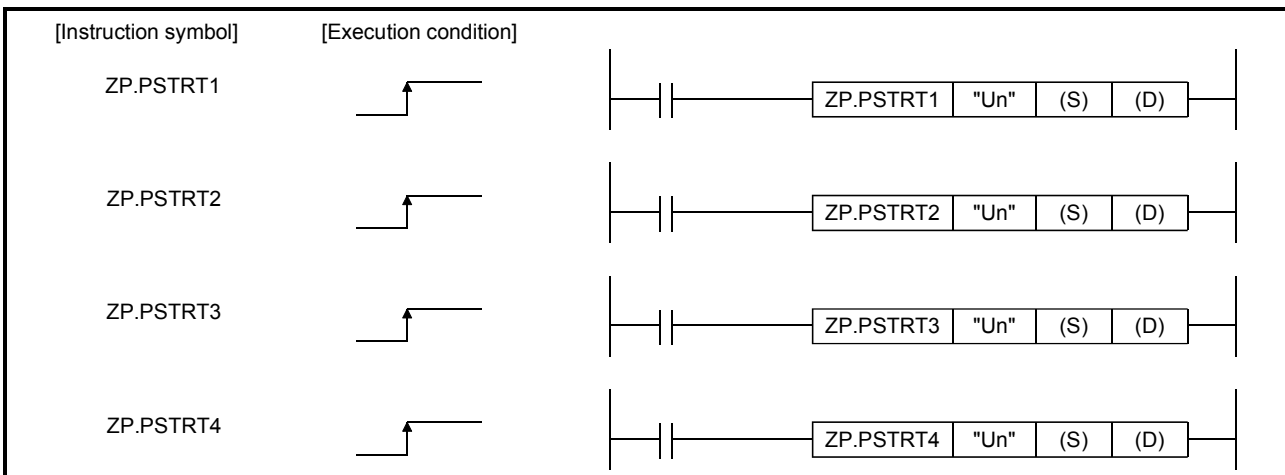 [Instruction symbol] [Execution condition]
ZP.PSTRT1 ZP.PSTRT1 "Un" (S) (D)
ZP.PSTRT2 ZP.PSTRT2 "Un" (S) (D)
ZP.PSTRT3 ZP.PSTRT3 "Un" (S) (D)
ZP.PSTRT4 ZP.PSTRT4 "Un" (S) (D)